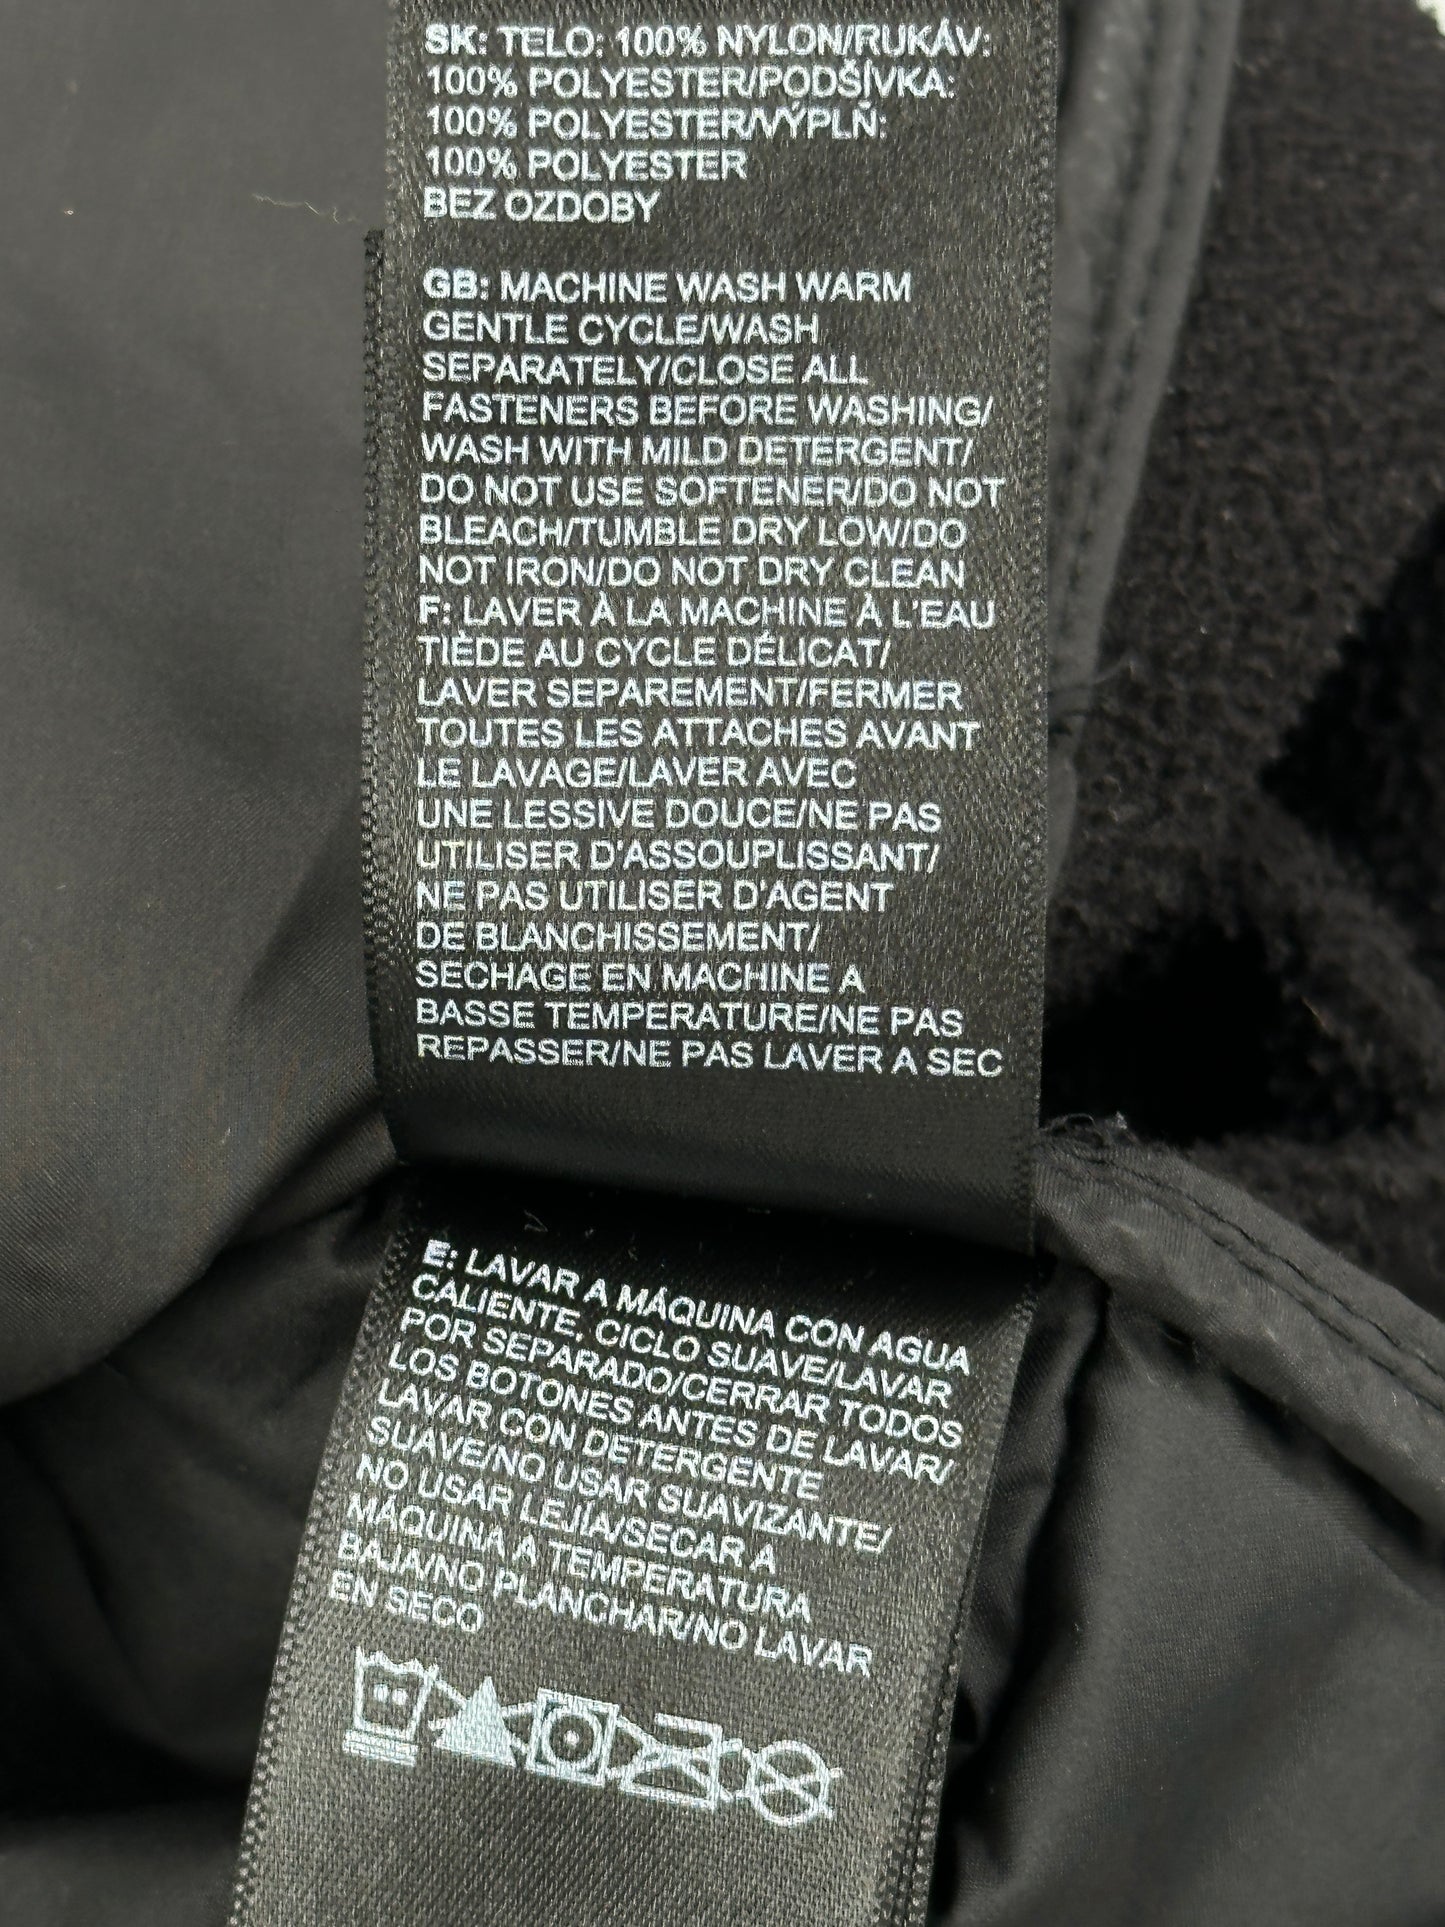 SK: TELO: 100% NYLON/RUKÁV:
100% POLYESTER/PODŠÍVKA:
100% POLYESTER/VÝPLŇ:
100% POLYESTER
BEZ OZDOBY
GB: MACHINE WASH WARM
GENTLE CYCLE/WASH
SEPARATELY/CLOSE ALL
FASTENERS BEFORE WASHING/
WASH WITH MILD DETERGENT/
DO NOT USE SOFTENER/DO NOT
BLEACH/TUMBLE DRY LOW/DO
NOT IRON/DO NOT DRY CLEAN
F: LAVER À LA MACHINE À L'EAU
TIÈDE AU CYCLE DÉLICAT/
LAVER SEPAREMENT/FERMER
TOUTES LES ATTACHES AVANT
LE LAVAGE/LAVER AVEC
UNE LESSIVE DOUCE/NE PAS
UTILISER D'ASSOUPLISSANT/
NE PAS UTILISER D'AGENT
DE BLANCHISSEMENT/
SECHAGE EN MACHINE A
BASSE TEMPERATURE/NE PAS
REPASSER/NE PAS LAVER A SEC
E: LAVAR A MÁQUINA CON AGUA
CALIENTE, CICLO SUAVE/LAVAR
POR SEPARADO/CERRAR TODOS
LOS BOTONES ANTES DE LAVAR/
LAVAR CON DETERGENTE
SUAVE/NO USAR SUAVIZANTE/
NO USAR LEJÍA/SECAR A
MÁQUINA A TEMPERATURA
BAJA/NO PLANCHAR/NO LAVAR
EN SECO